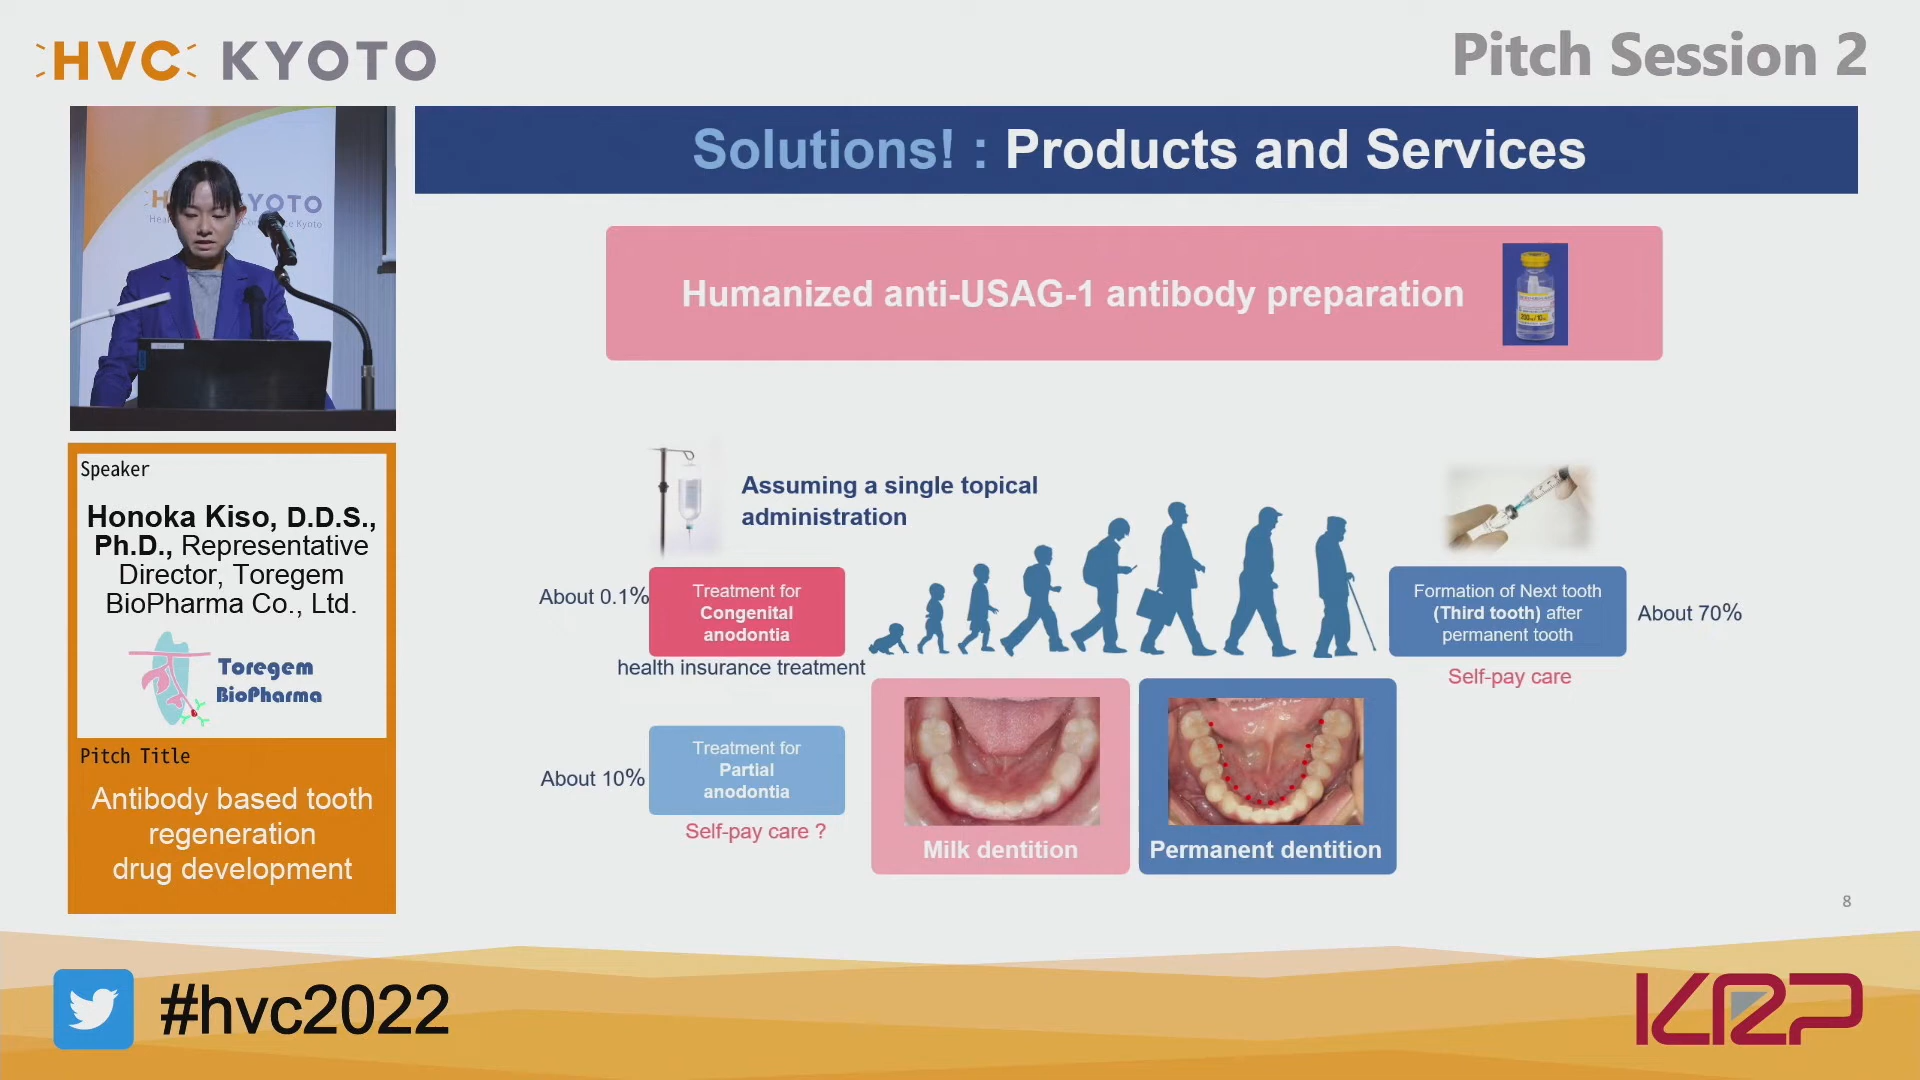 HVC KYOTO
Pitch Session 2
Solutions! : Products and Services
Humanized anti-USAG-1 antibody preparation
Speaker
Honoka Kiso, D.D.S.,
Ph.D., Representative
Director, Toregem
BioPharma Co., Ltd.
Toregem
BioPharma
Pitch Title
Antibody based tooth
regeneration
drug development
Assuming a single topical
administration
About 0.1%
Treatment for
Congenital
anodontia
health insurance treatment
About 10%
Treatment for
Partial
anodontia
Self-pay care ?
Milk dentition
Permanent dentition
Formation of Next tooth
(Third tooth) after
permanent tooth
About 70%
Self-pay care
8
#hvc2022
KRP